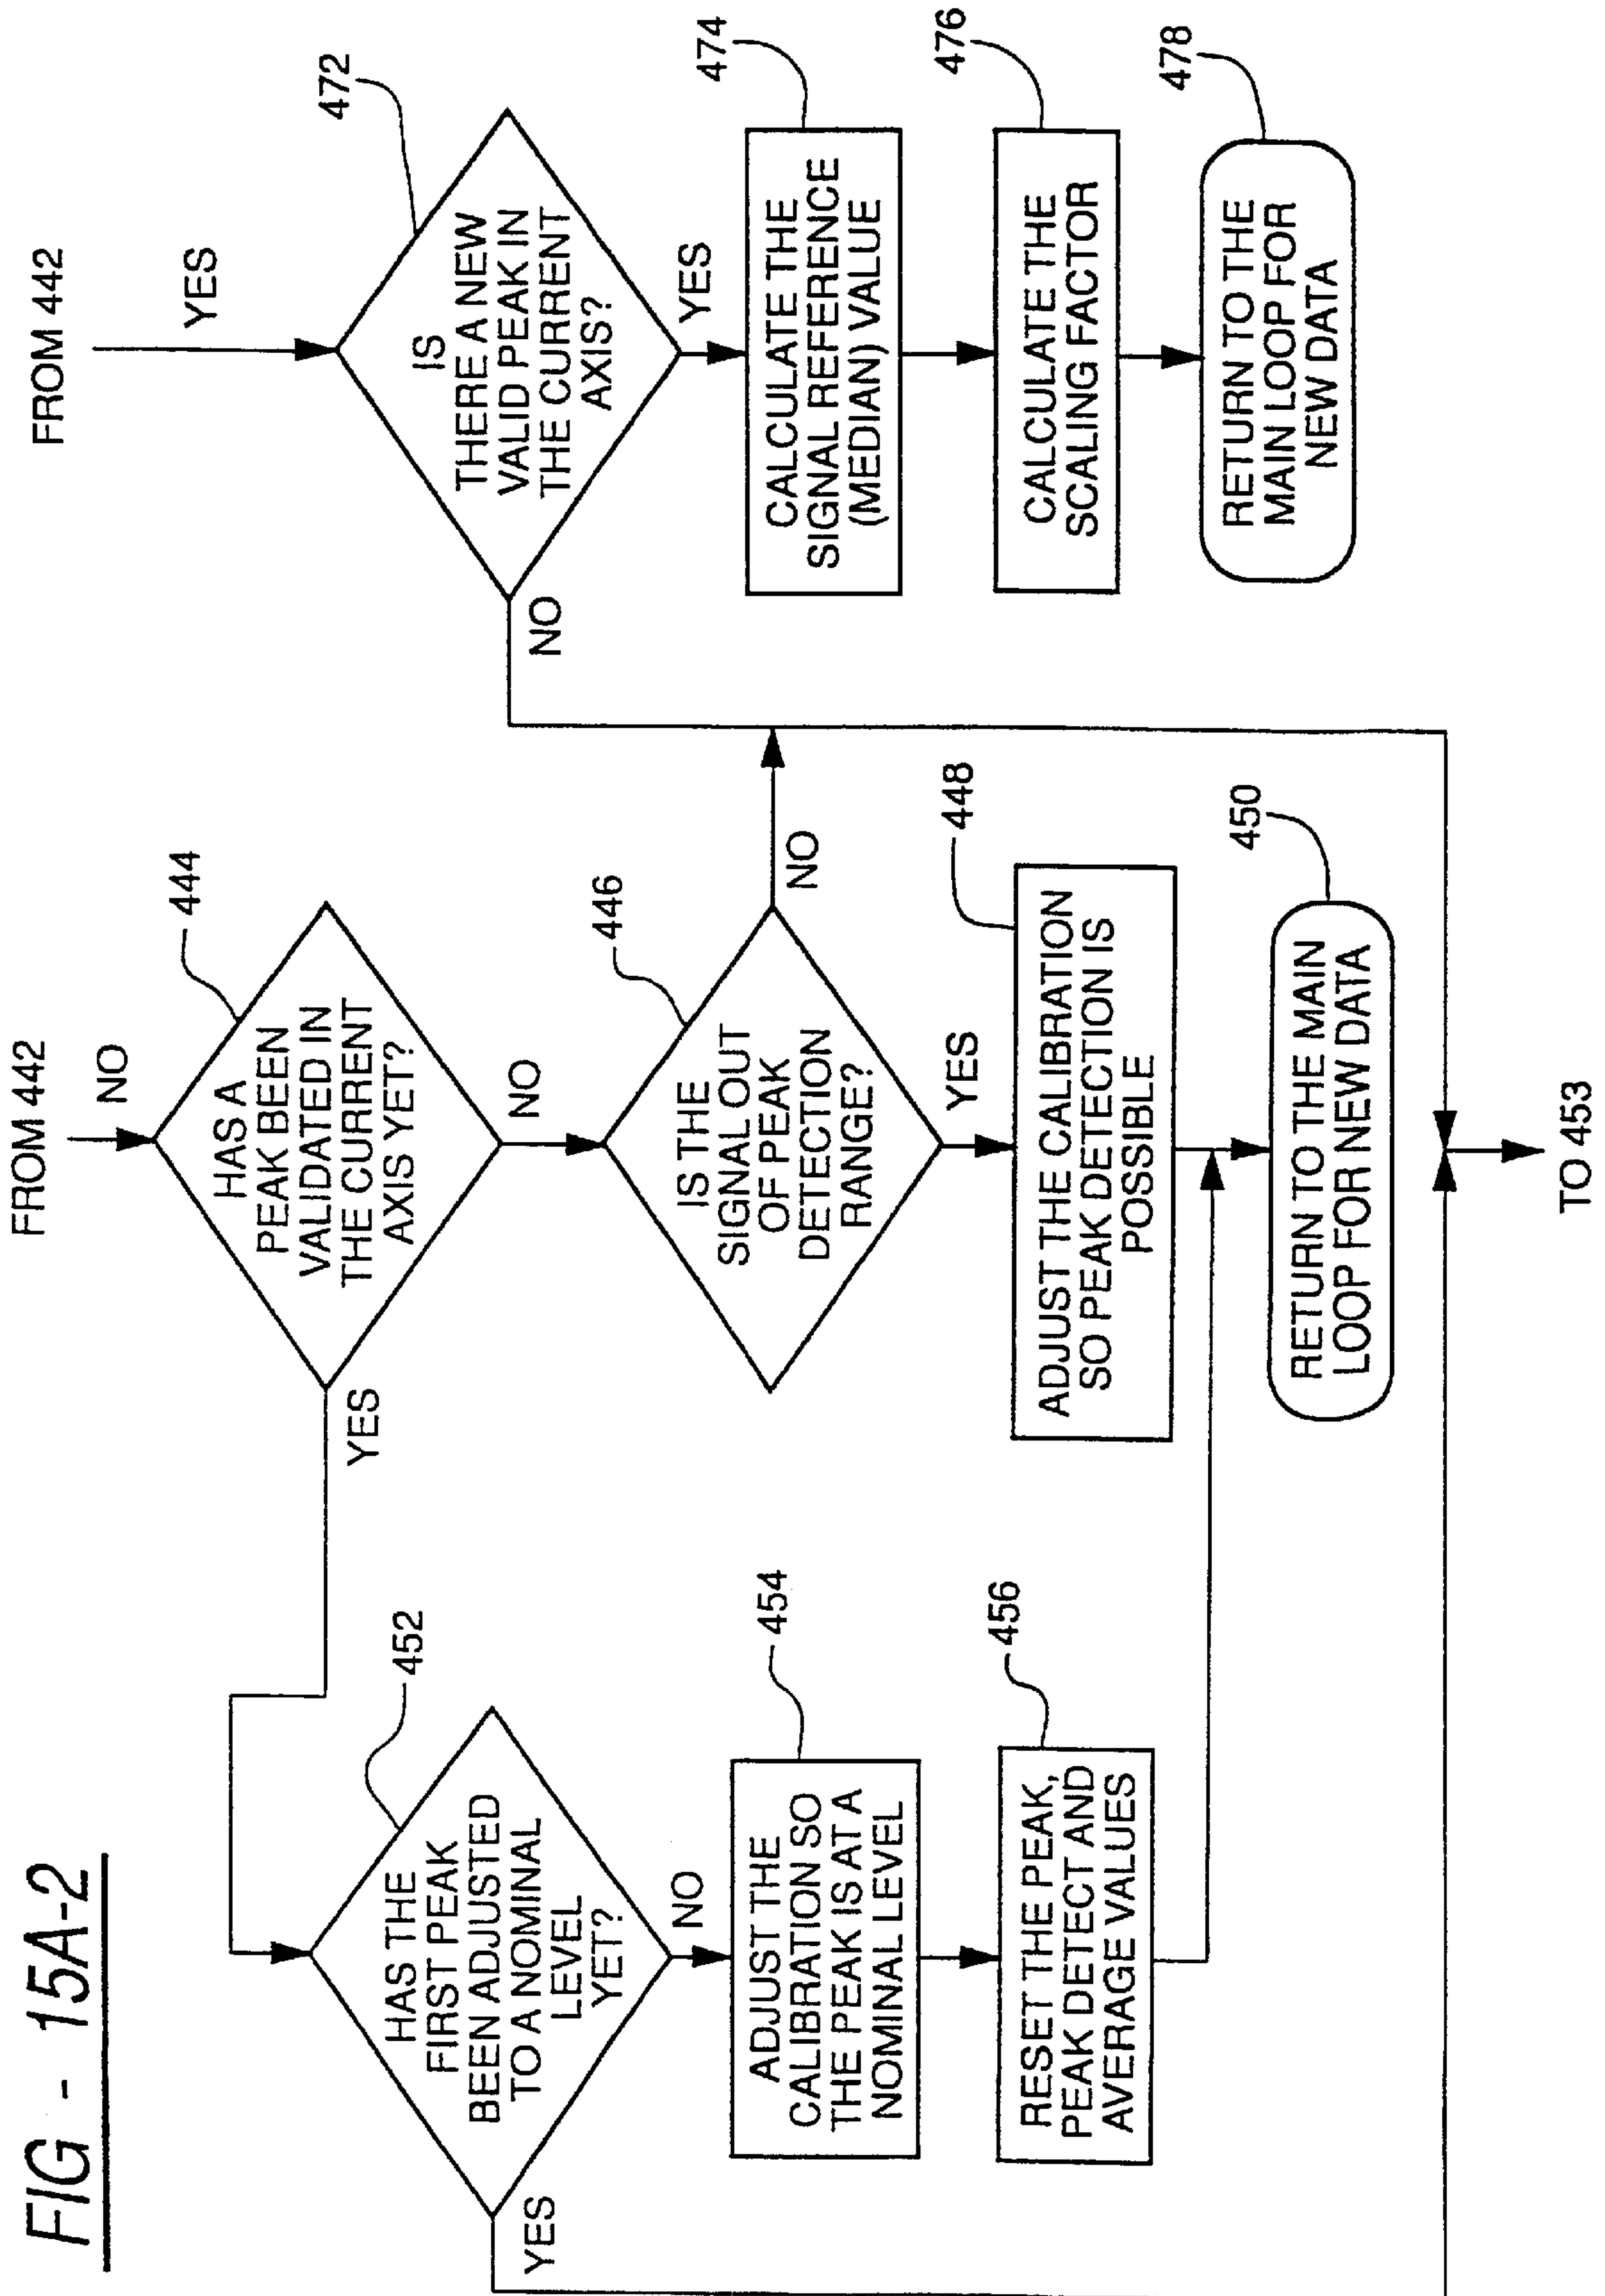 FIG - 15A-2
FROM 442
NO
444
HAS A
PEAK BEEN
VALIDATED IN
THE CURRENT
AXIS YET?
YES
NO
452
HAS THE
FIRST PEAK
BEEN ADJUSTED
TO A NOMINAL
LEVEL
YET?
YES
NO
454
ADJUST THE
CALIBRATION SO
THE PEAK IS AT A
NOMINAL LEVEL
456
RESET THE PEAK,
PEAK DETECT AND
AVERAGE VALUES
446
IS THE
SIGNAL OUT
OF PEAK
DETECTION
RANGE?
NO
YES
448
ADJUST THE CALIBRATION
SO PEAK DETECTION IS
POSSIBLE
450
RETURN TO THE MAIN
LOOP FOR NEW DATA
TO 453
FROM 442
YES
472
IS
THERE A NEW
VALID PEAK IN
THE CURRENT
AXIS?
NO
YES
474
CALCULATE THE
SIGNAL REFERENCE
(MEDIAN) VALUE
476
CALCULATE THE
SCALING FACTOR
478
RETURN TO THE
MAIN LOOP FOR
NEW DATA